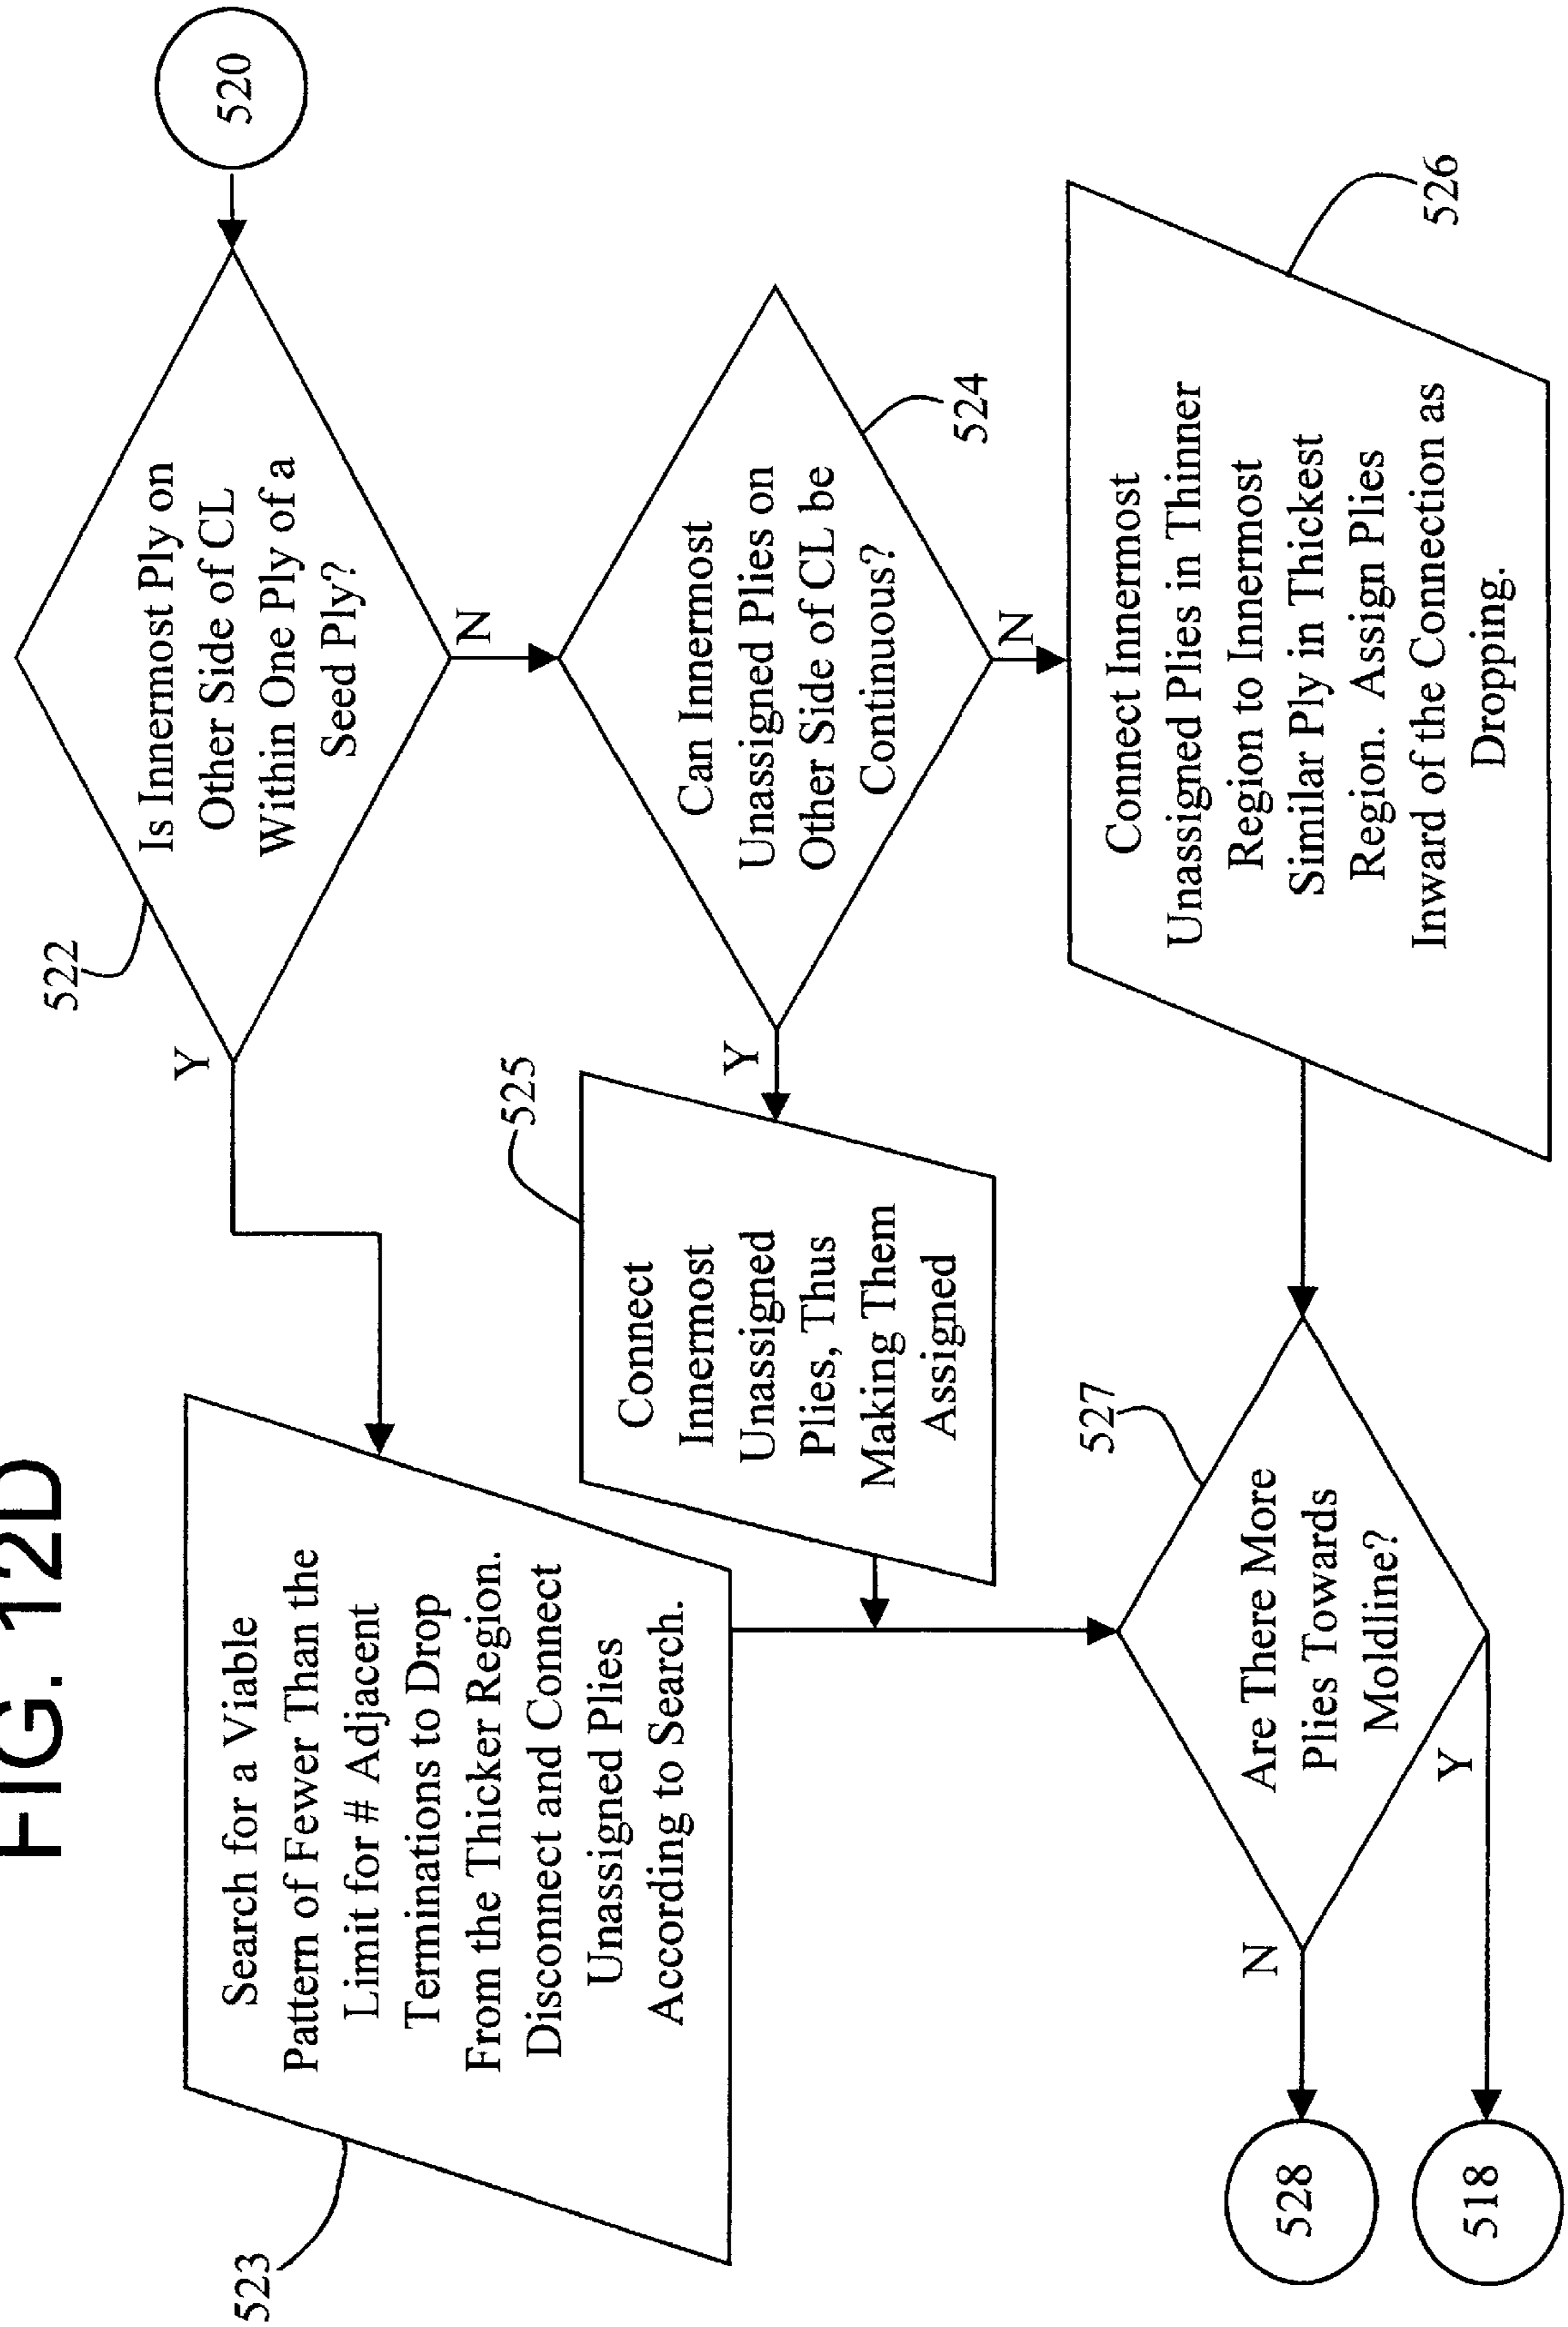 FIG. 12D
520
522
Is Innermost Ply on
Other Side of CL
Within One Ply of a
Seed Ply?
Y
N
523
Search for a Viable
Pattern of Fewer Than the
Limit for # Adjacent
Terminations to Drop
From the Thicker Region.
Disconnect and Connect
Unassigned Plies
According to Search.
524
Can Innermost
Unassigned Plies on
Other Side of CL be
Continuous?
Y
N
525
Connect
Innermost
Unassigned
Plies, Thus
Making Them
Assigned
526
Connect Innermost
Unassigned Plies in Thinner
Region to Innermost
Similar Ply in Thickest
Region. Assign Plies
Inward of the Connection as
Dropping.
527
Are There More
Plies Towards
Moldline?
N
Y
528
518